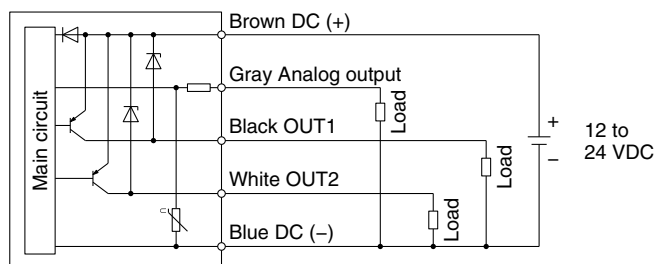 Brown DC (+)
Gray Analog output
Black OUT1
White OUT2
Blue DC (−)
Main circuit
Load
Load
Load
+
−
12 to
24 VDC